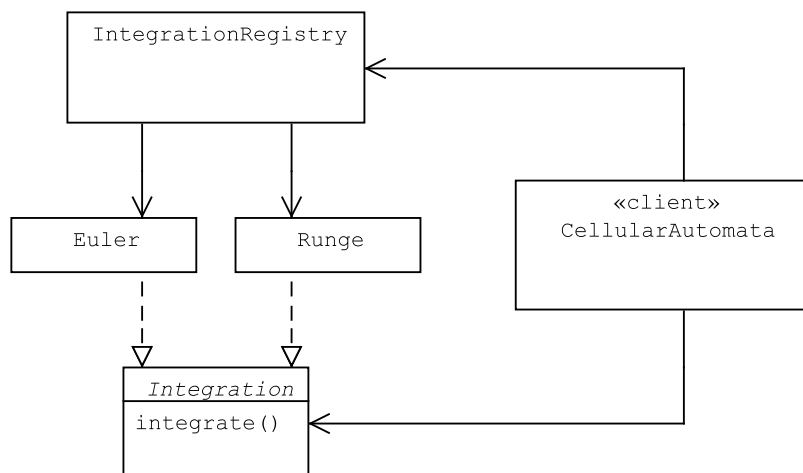 IntegrationRegistry
«client»
CellularAutomata
Euler
Runge
Integration
integrate()